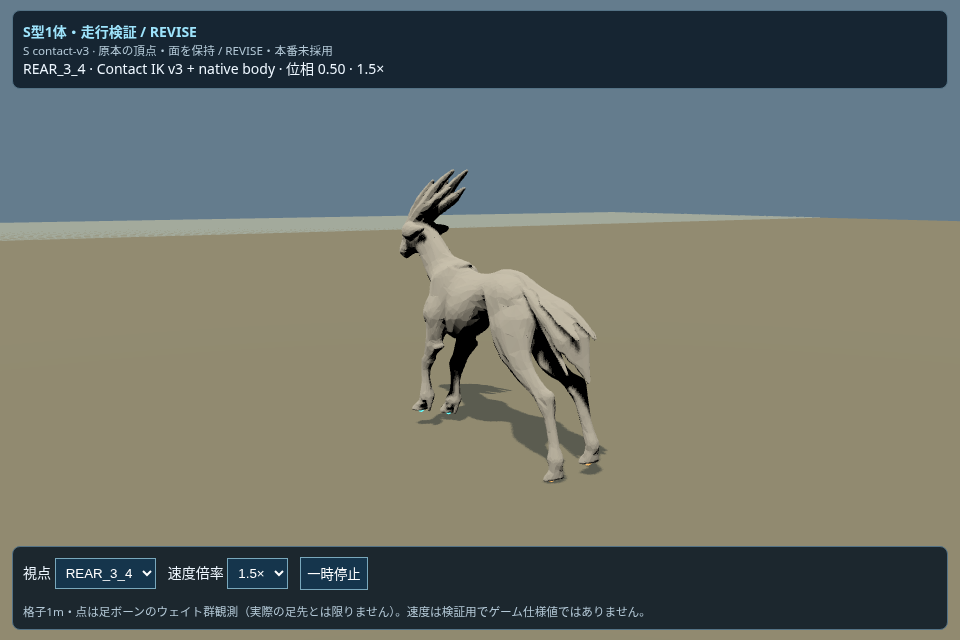 S型1体・走行検証 / REVISE
S contact-v3 · 原本の頂点・面を保持 / REVISE・本番未採用
REAR_3_4 · Contact IK v3 + native body · 位相 0.50 · 1.5×
視点 REAR_3_4 速度倍率 1.5× 一時停止
格子1m・点は足ボーンのウェイト群観測（実際の足先とは限りません）。速度は検証用でゲーム仕様値ではありません。